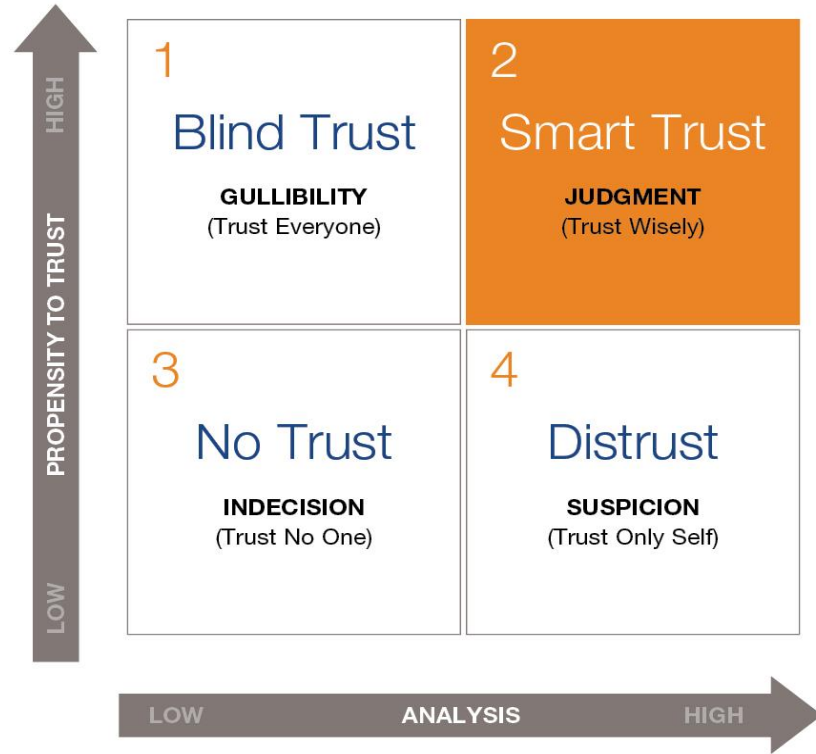 HIGH
PROPENSITY TO TRUST
LOW
1
Blind Trust
GULLIBILITY
(Trust Everyone)
2
Smart Trust
JUDGMENT
(Trust Wisely)
3
No Trust
INDECISION
(Trust No One)
4
Distrust
SUSPICION
(Trust Only Self)
LOW
ANALYSIS
HIGH